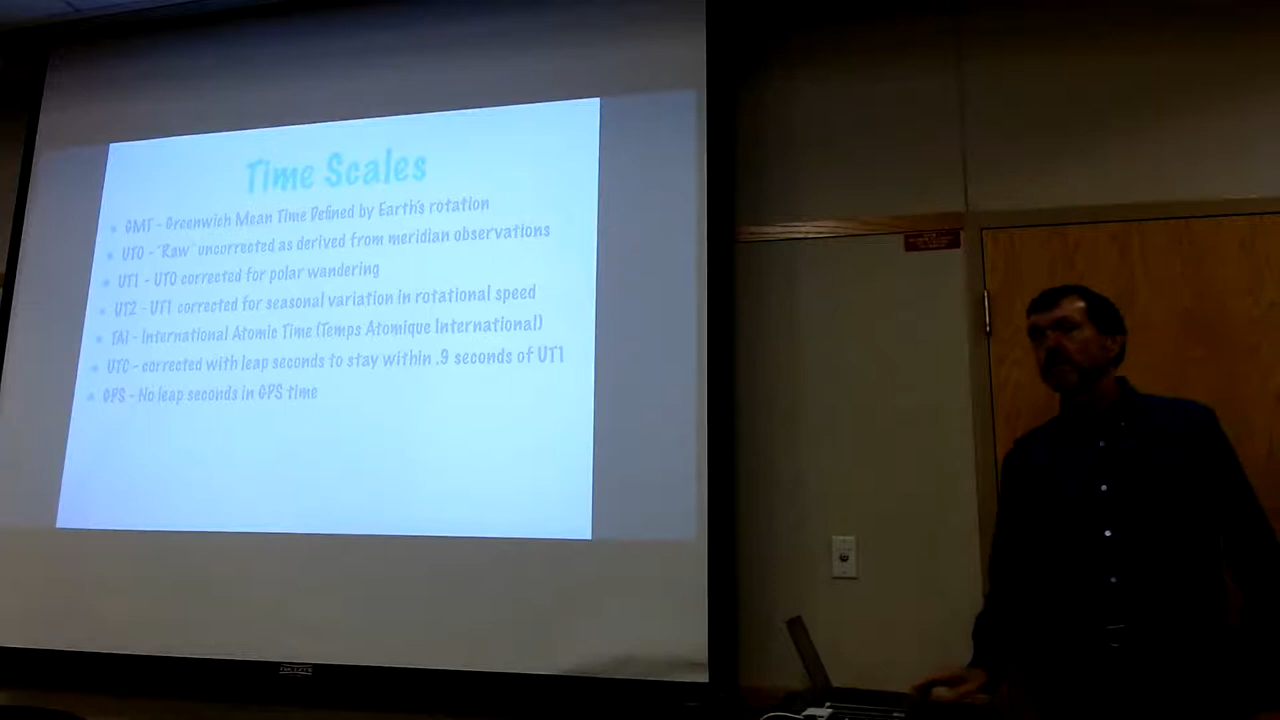 Time Scales
GMT - Greenwich Mean Time Defined by Earth's rotation
UT0 - "Raw" uncorrected as derived from meridian observations
UT1 - UT0 corrected for polar wandering
UT2 - UT1 corrected for seasonal variation in rotational speed
TAI - International Atomic Time (Temps Atomique International)
UTC - corrected with leap seconds to stay within .9 seconds of UT1
GPS - No leap seconds in GPS time
DA-LITE